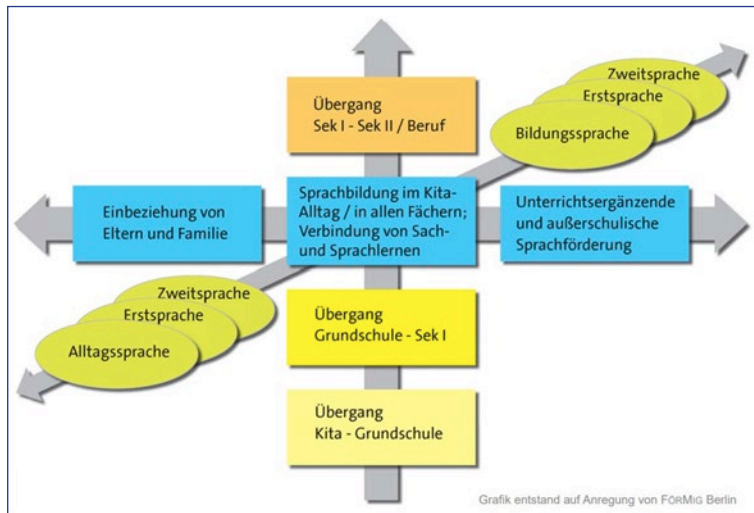 Übergang
Sek I - Sek II / Beruf
Zweitsprache
Erstsprache
Bildungssprache
Einbeziehung von
Eltern und Familie
Sprachbildung im Kita-
Alltag / in allen Fächern;
Verbindung von Sach-
und Sprachlernen
Unterrichtsergänzende
und außerschulische
Sprachförderung
Zweitsprache
Erstsprache
Alltagssprache
Übergang
Grundschule - Sek I
Übergang
Kita - Grundschule
Grafik entstand auf Anregung von FÖRMIG Berlin